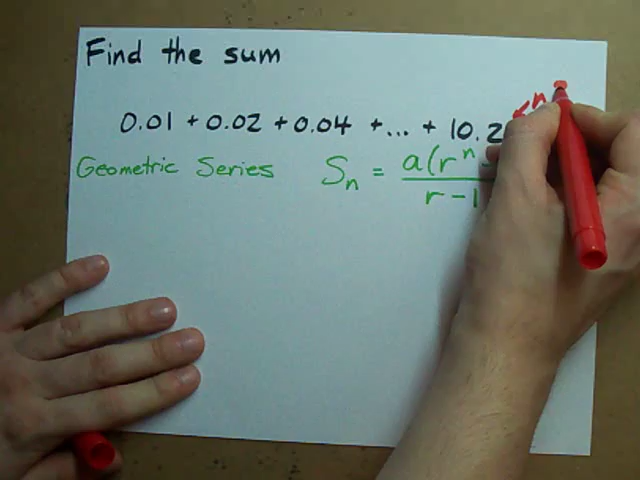 Find the sum
0.01 + 0.02 + 0.04 + ... + 10.2
n
Geometric Series Sn = a(r^n
r - 1